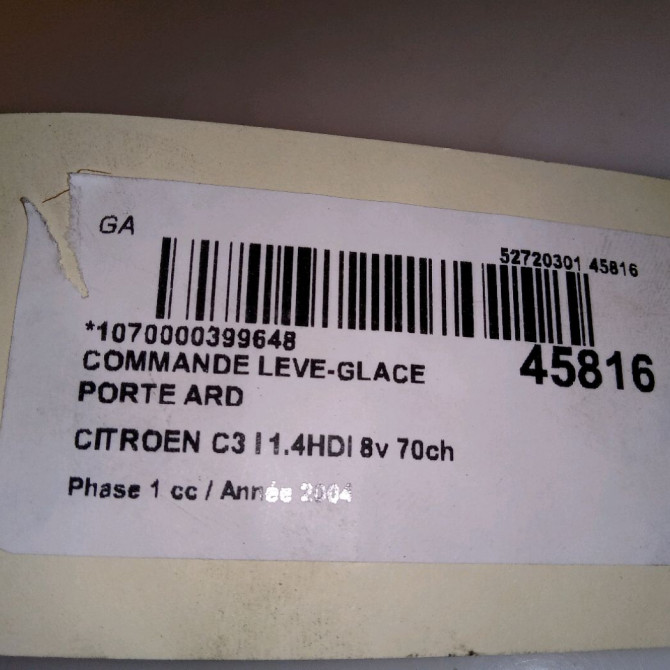 GA
52720301 45816
*1070000399648
45816
COMMANDE LEVE-GLACE
PORTE ARD
CITROEN C3 I 1.4HDI 8v 70ch
Phase 1 cc / Année 2004